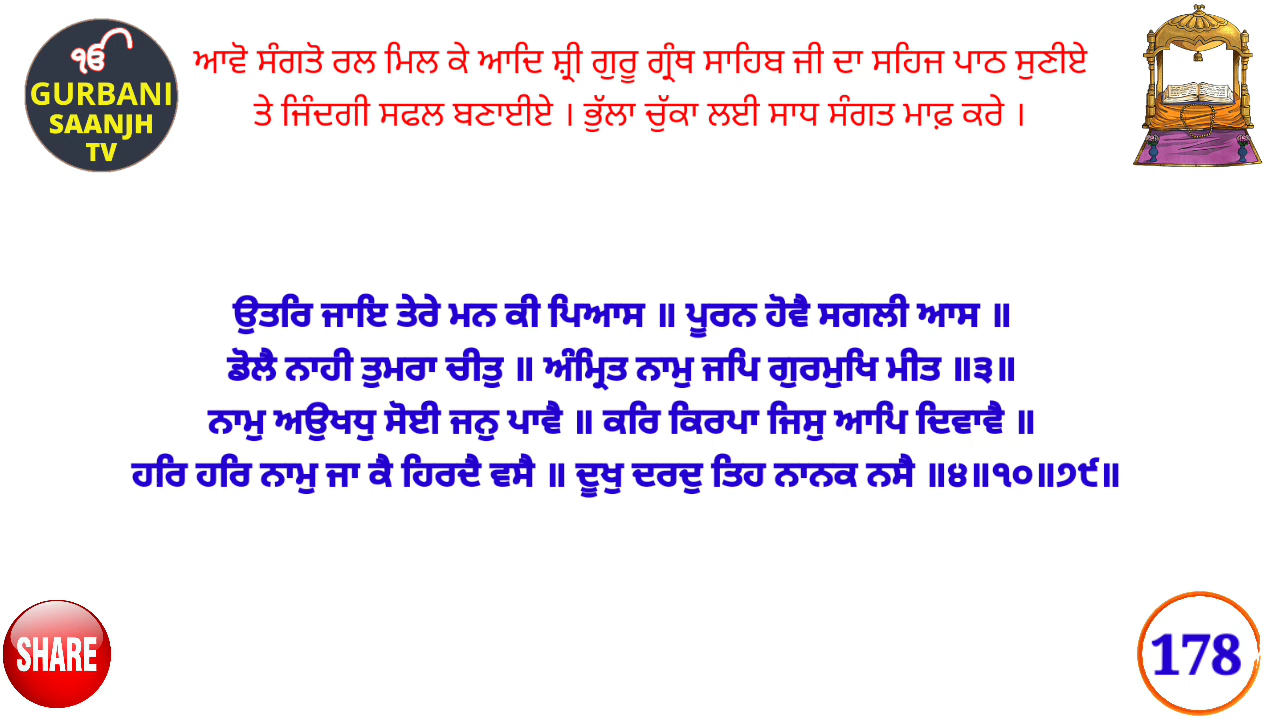 ੴ
GURBANI
SAANJH
TV
ਆਵੋ ਸੰਗਤੋ ਰਲ ਮਿਲ ਕੇ ਆਦਿ ਸ਼੍ਰੀ ਗੁਰੂ ਗ੍ਰੰਥ ਸਾਹਿਬ ਜੀ ਦਾ ਸਹਿਜ ਪਾਠ ਸੁਣੀਏ
ਤੇ ਜਿੰਦਗੀ ਸਫਲ ਬਣਾਈਏ । ਭੁੱਲਾ ਚੁੱਕਾ ਲਈ ਸਾਧ ਸੰਗਤ ਮਾਫ਼ ਕਰੇ ।
ਉਤਰਿ ਜਾਇ ਤੇਰੇ ਮਨ ਕੀ ਪਿਆਸ ॥ ਪੂਰਨ ਹੋਵੈ ਸਗਲੀ ਆਸ ॥
ਡੋਲੈ ਨਾਹੀ ਤੁਮਰਾ ਚੀਤੁ ॥ ਅੰਮ੍ਰਿਤ ਨਾਮੁ ਜਪਿ ਗੁਰਮੁਖਿ ਮੀਤ ॥੩॥
ਨਾਮੁ ਅਉਖਧੁ ਸੋਈ ਜਨੁ ਪਾਵੈ ॥ ਕਰਿ ਕਿਰਪਾ ਜਿਸੁ ਆਪਿ ਦਿਵਾਵੈ ॥
ਹਰਿ ਹਰਿ ਨਾਮੁ ਜਾ ਕੈ ਹਿਰਦੈ ਵਸੈ ॥ ਦੂਖੁ ਦਰਦੁ ਤਿਹ ਨਾਨਕ ਨਸੈ ॥੪॥੧੦॥੭੯॥
SHARE
178